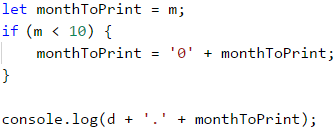 let monthToPrint = m;
if (m < 10) {
    monthToPrint = '0' + monthToPrint;
}

console.log(d + '.' + monthToPrint);